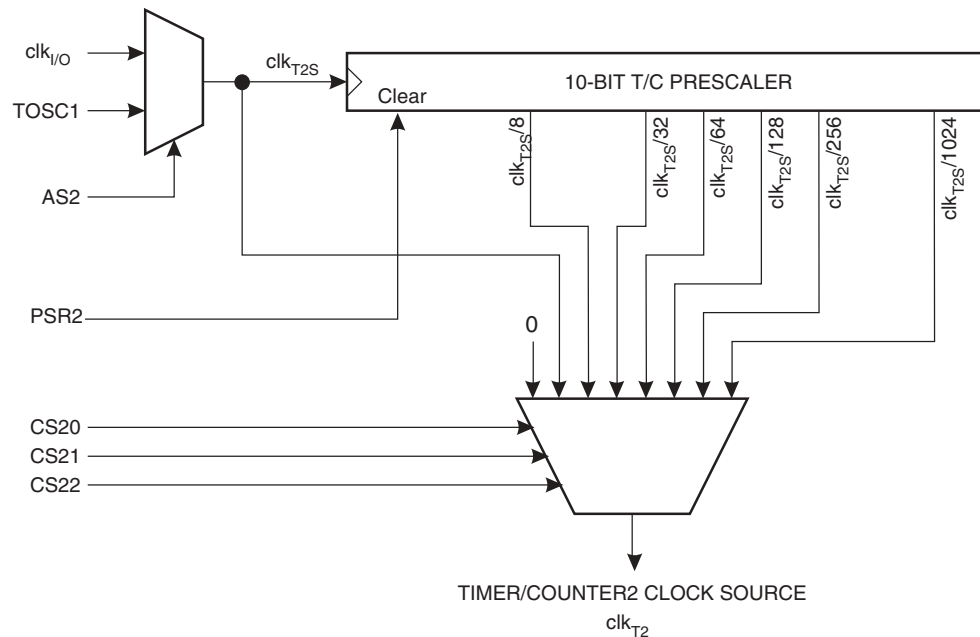 clkI/O
TOSC1
AS2
clkT2S
10-BIT T/C PRESCALER
Clear
clkT2S/8
clkT2S/32
clkT2S/64
clkT2S/128
clkT2S/256
clkT2S/1024
PSR2
0
CS20
CS21
CS22
TIMER/COUNTER2 CLOCK SOURCE
clkT2